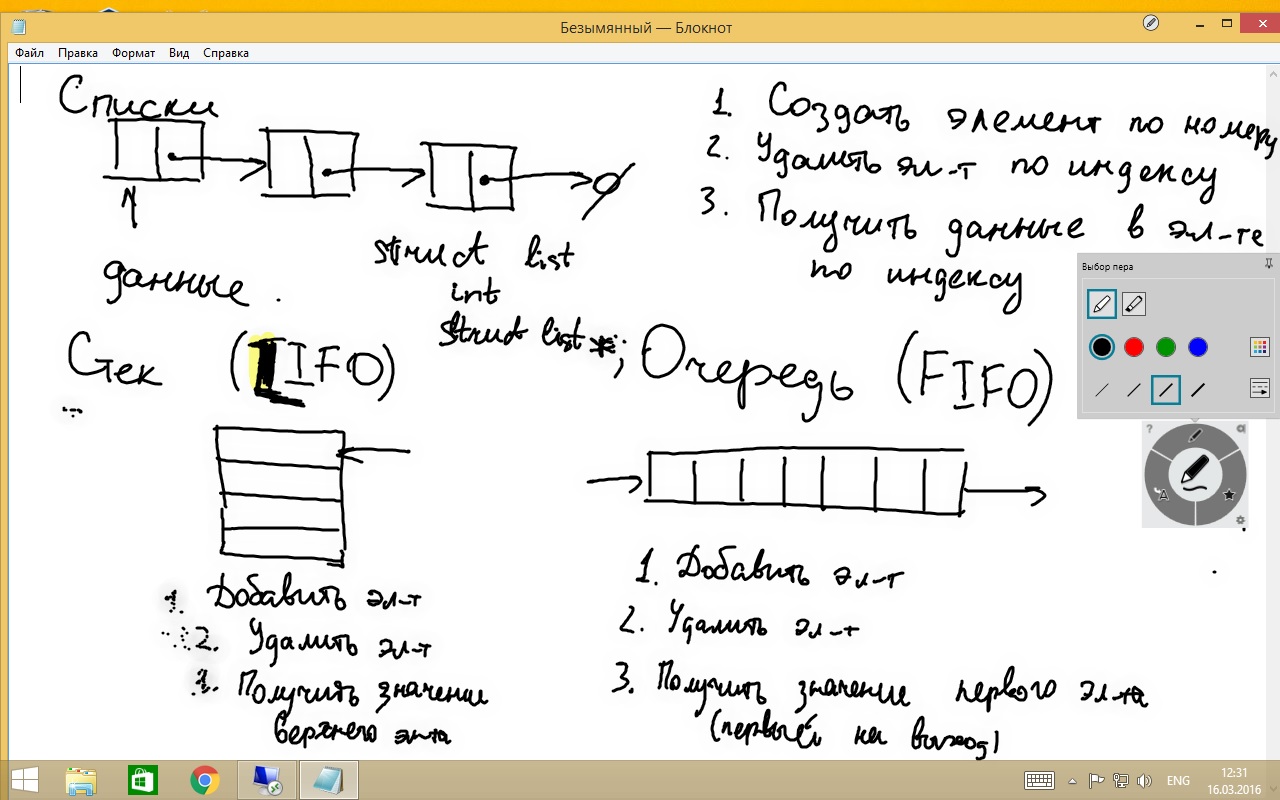 Безымянный — Блокнот
Файл Правка Формат Вид Справка
Списки
данные.
struct list
int
struct list *;
1. Создать элемент по номеру
2. Удалить эл-т по индексу
3. Получить данные в эл-те
по индексу
Выбор пера
Стек (LIFO)
1. Добавить эл-т
2. Удалить эл-т
3. Получить значении
верхнего эл-та
Очередь (FIFO)
1. Добавить эл-т
2. Удалить эл-т
3. Получить значение первого эл-та
(первый на выход)
ENG
12:31
16.03.2016